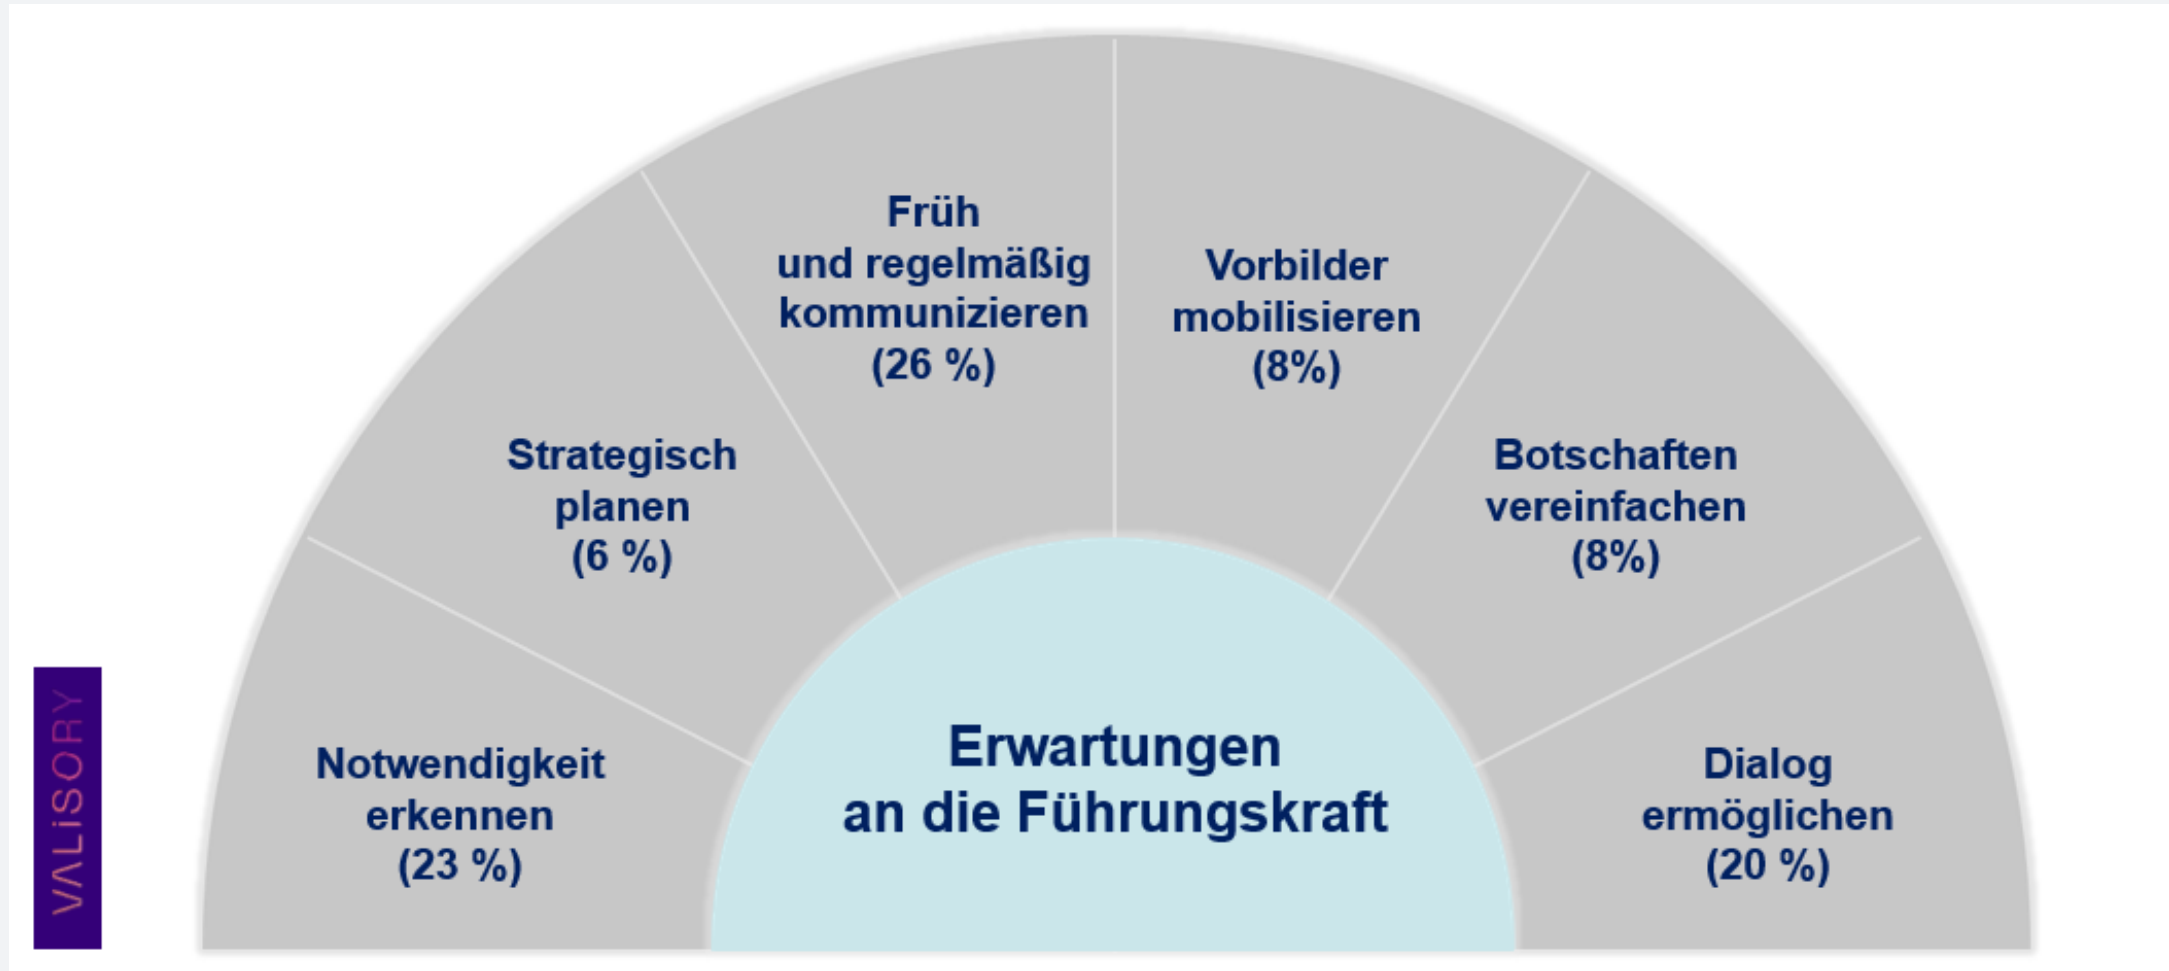 Früh
und regelmäßig
kommunizieren
(26 %)
Vorbilder
mobilisieren
(8%)
Strategisch
planen
(6 %)
Botschaften
vereinfachen
(8%)
Notwendigkeit
erkennen
(23 %)
Erwartungen
an die Führungskraft
Dialog
ermöglichen
(20 %)
VALiSORY